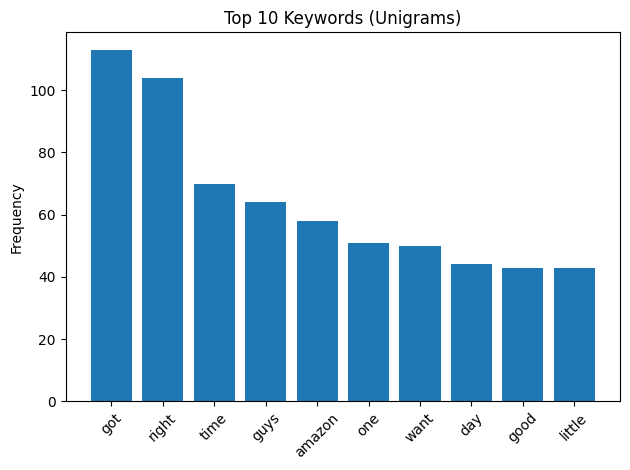 Top 10 Keywords (Unigrams)
Frequency
100
80
60
40
20
0
got
right
time
guys
amazon
one
want
day
good
little